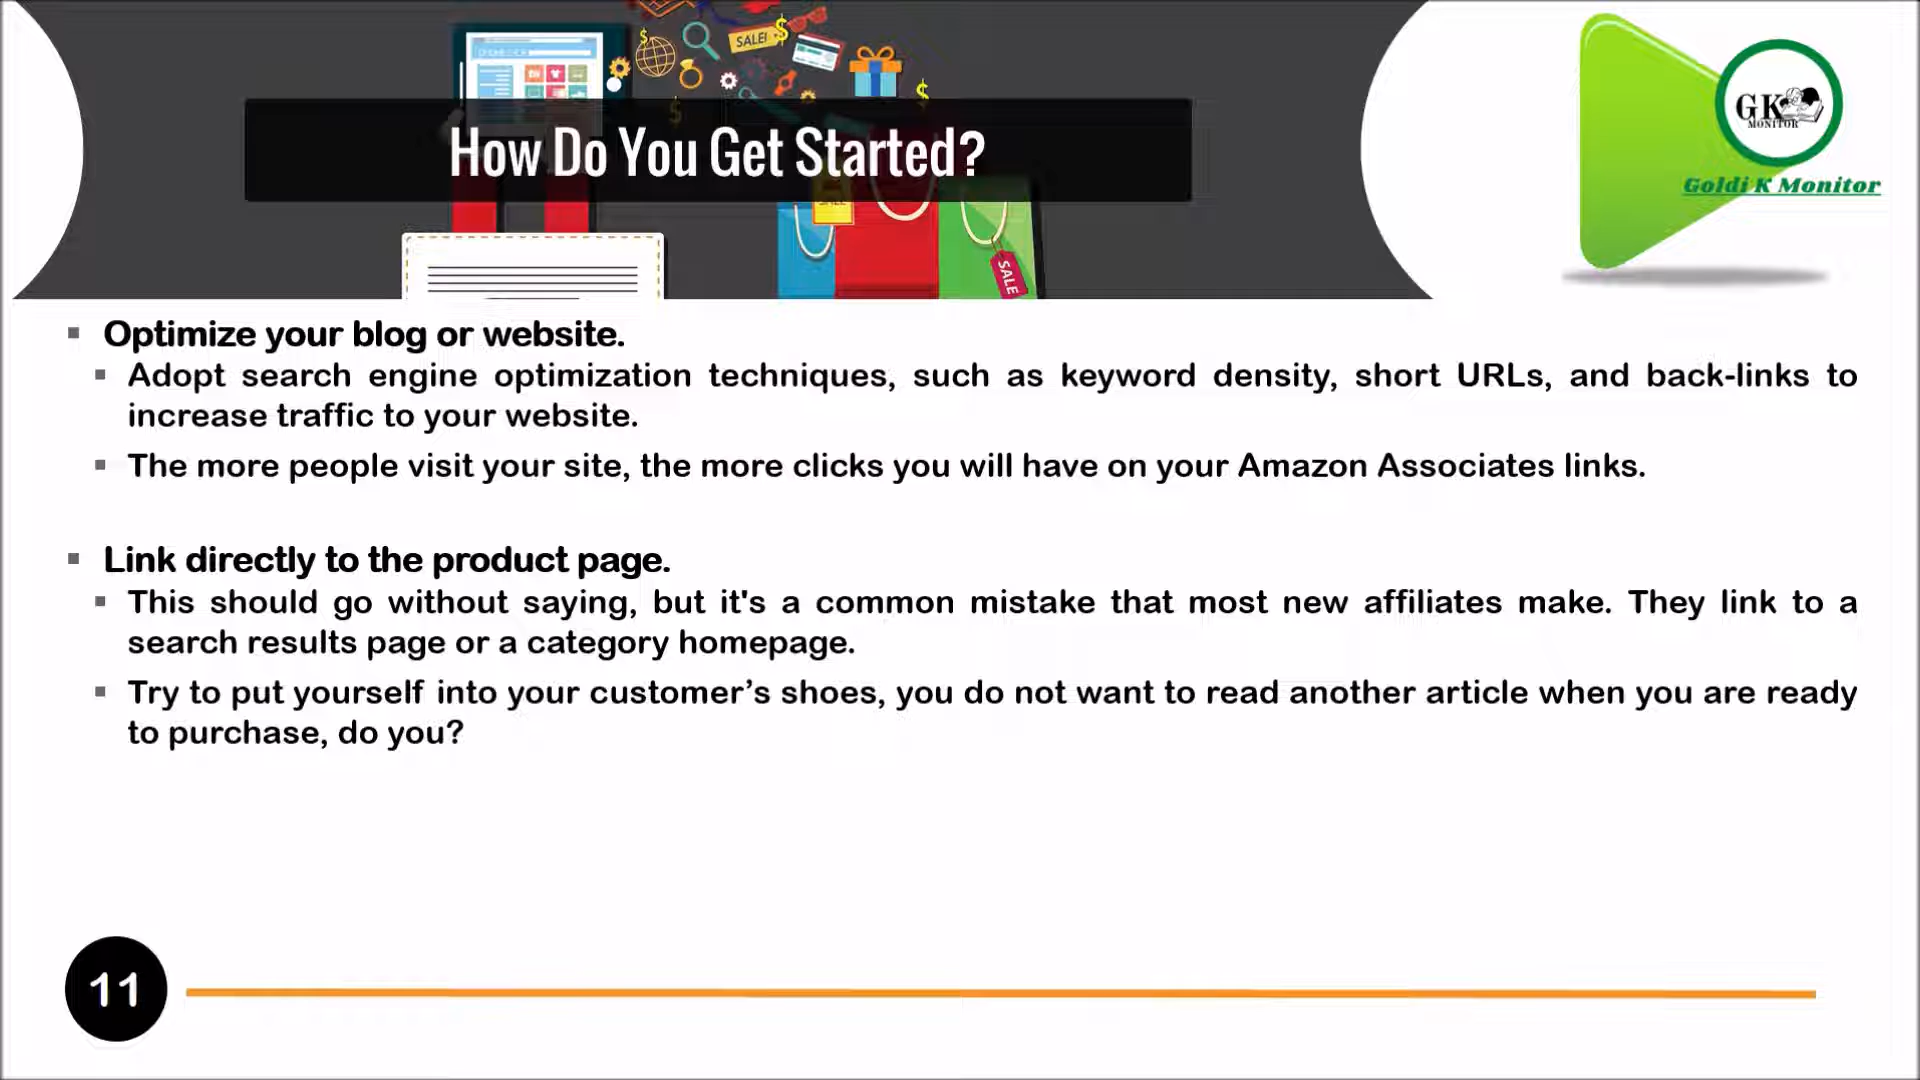 SALE!
How Do You Get Started?
SALE
SALE
GK
MONITOR
Goldi K Monitor
Optimize your blog or website.
Adopt search engine optimization techniques, such as keyword density, short URLs, and back-links to
increase traffic to your website.
The more people visit your site, the more clicks you will have on your Amazon Associates links.
Link directly to the product page.
This should go without saying, but it's a common mistake that most new affiliates make. They link to a
search results page or a category homepage.
Try to put yourself into your customer’s shoes, you do not want to read another article when you are ready
to purchase, do you?
11